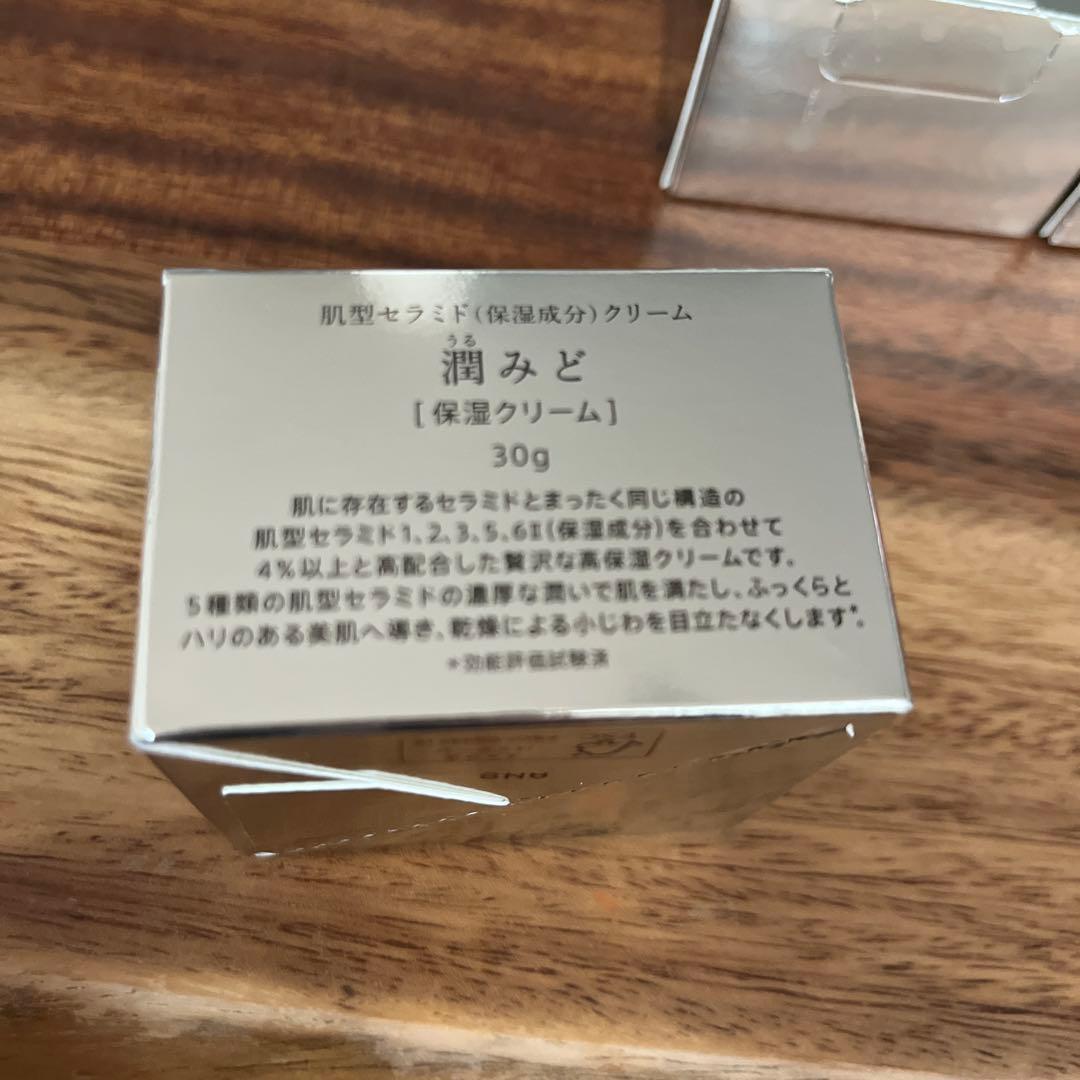 肌型セラミド(保湿成分)クリーム
うる
潤みど
[保湿クリーム]
30g
肌に存在するセラミドとまったく同じ構造の
肌型セラミド1、2、3、5、6Ⅱ(保湿成分)を合わせて
4%以上と高配合した贅沢な高保湿クリームです。
5種類の肌型セラミドの濃厚な潤いで肌を満たし、ふっくらと
ハリのある美肌へ導き、乾燥による小じわを目立たなくします*。
*効能評価試験済
ANS